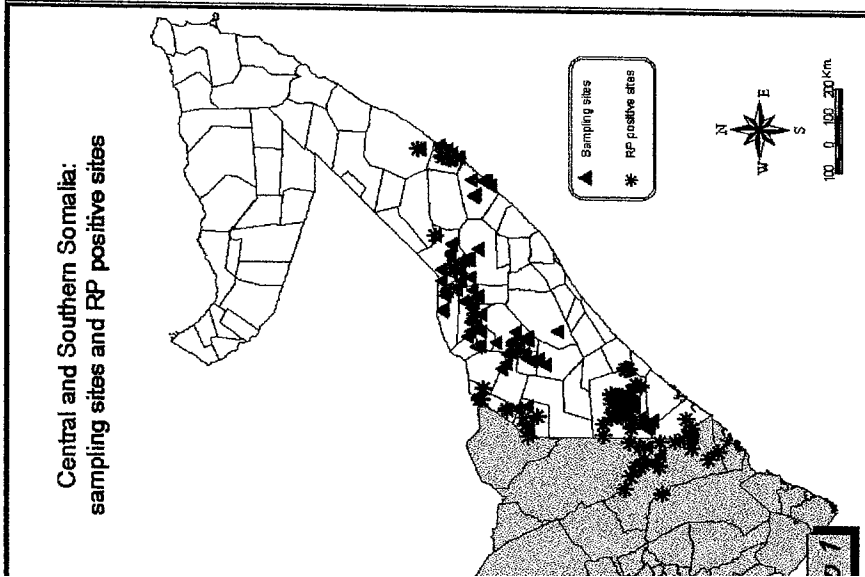 Central and Southern Somalia:
sampling sites and RP positive sites
Sampling sites
RP positive sites
N
W
E
S
100 0 100 200 Km
1